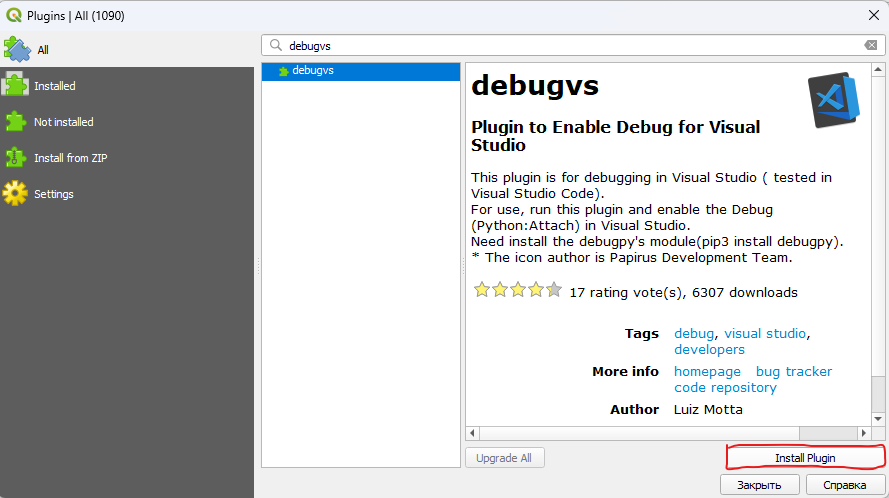 Plugins | All (1090)
All
Installed
Not installed
Install from ZIP
Settings
debugvs
debugvs
debugvs
Plugin to Enable Debug for Visual
Studio
This plugin is for debugging in Visual Studio ( tested in
Visual Studio Code).
For use, run this plugin and enable the Debug
(Python:Attach) in Visual Studio.
Need install the debugpy's module(pip3 install debugpy).
* The icon author is Papirus Development Team.
17 rating vote(s), 6307 downloads
Tags debug, visual studio,
developers
More info homepage bug tracker
code repository
Author Luiz Motta
Upgrade All Install Plugin
Закрыть Справка